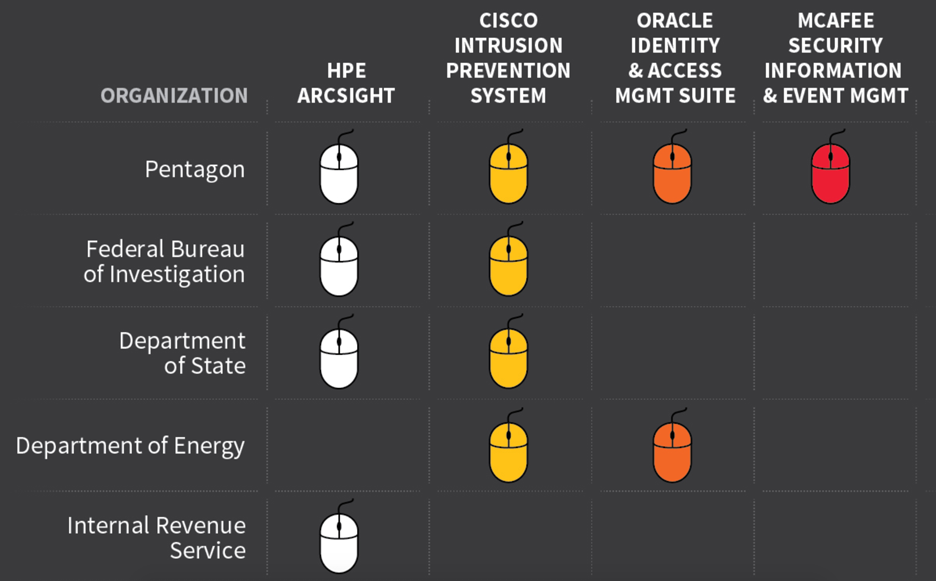 ORGANIZATION
HPE
ARCSIGHT
CISCO
INTRUSION
PREVENTION
SYSTEM
ORACLE
IDENTITY
& ACCESS
MGMT SUITE
MCAFEE
SECURITY
INFORMATION
& EVENT MGMT
Pentagon
Federal Bureau
of Investigation
Department
of State
Department of Energy
Internal Revenue
Service